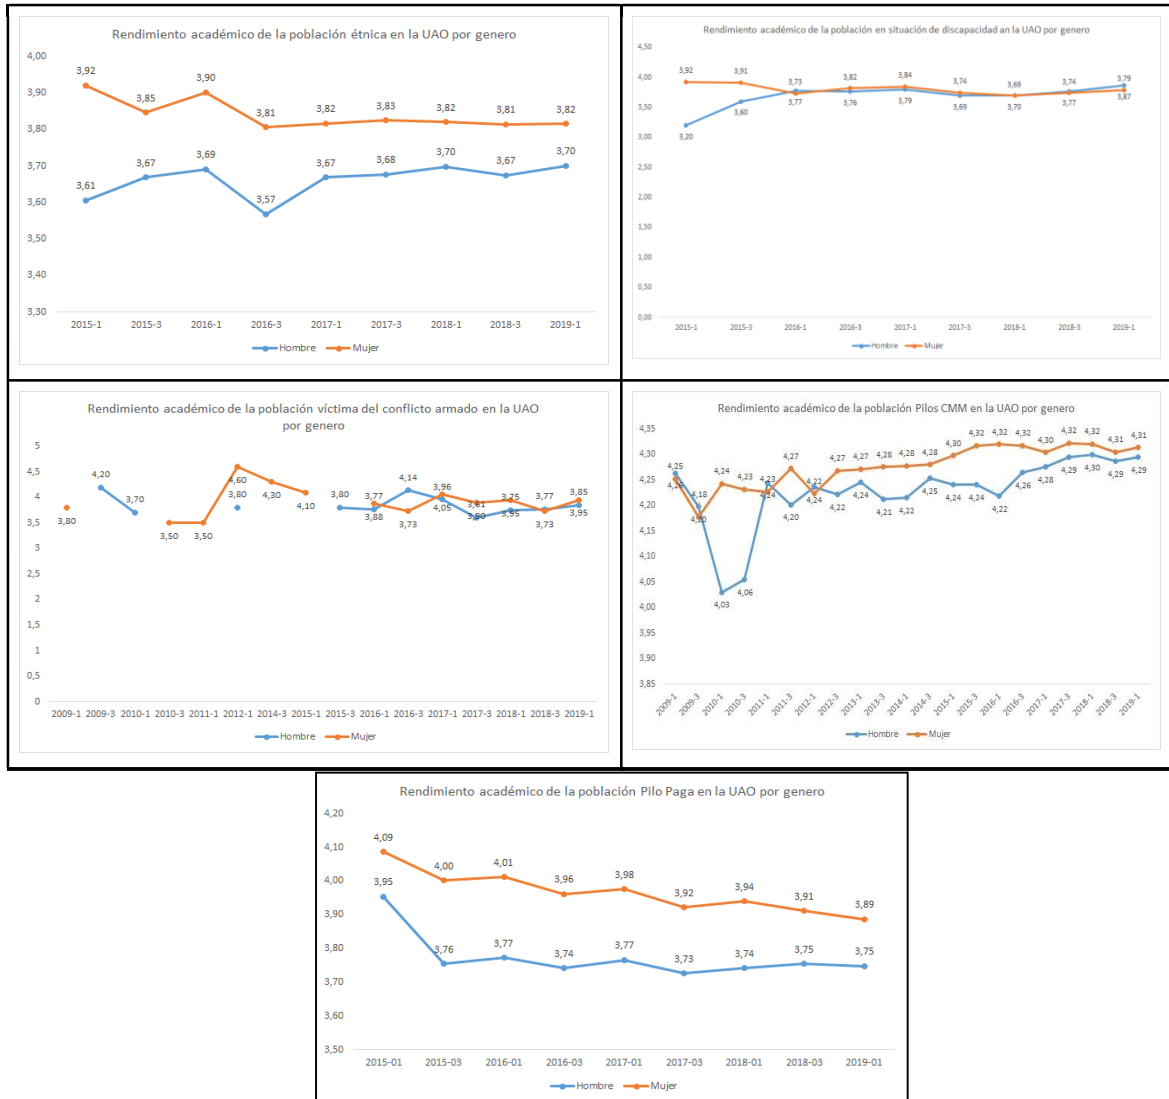 Rendimiento académico de la población étnica en la UAO por genero
4,00
3,90
3,80
3,70
3,60
3,50
3,40
3,30
3,92 3,85 3,90 3,81 3,82 3,83 3,82 3,81 3,82
3,61 3,67 3,69 3,57 3,67 3,68 3,70 3,67 3,70
2015-1 2015-3 2016-1 2016-3 2017-1 2017-3 2018-1 2018-3 2019-1
Hombre Mujer
Rendimiento académico de la población en situación de discapacidad an la UAO por genero
4,50
4,00
3,50
3,00
2,50
2,00
1,50
1,00
0,50
0,00
3,92 3,91 3,73 3,82 3,84 3,74 3,69 3,74 3,79
3,20 3,60 3,77 3,76 3,79 3,69 3,70 3,77 3,87
2015-1 2015-3 2016-1 2016-3 2017-1 2017-3 2018-1 2018-3 2019-1
Hombre Mujer
Rendimiento académico de la población víctima del conflicto armado en la UAO
por genero
5
4,5
4
3,5
3
2,5
2
1,5
1
0,5
0
4,20 3,70 3,80 3,80 3,77 4,14 3,96 3,61 3,75 3,77 3,85
3,80 3,50 3,50 4,60 4,30 4,10 3,88 3,73 4,05 3,90 3,95 3,73 3,95
2009-1 2009-3 2010-1 2010-3 2011-1 2012-1 2014-3 2015-1 2015-3 2016-1 2016-3 2017-1 2017-3 2018-1 2018-3 2019-1
Hombre Mujer
Rendimiento académico de la población Pilos CMM en la UAO por genero
4,35
4,30
4,25
4,20
4,15
4,10
4,05
4,00
3,95
3,90
3,85
4,25 4,18 4,24 4,23 4,23 4,27 4,22 4,27 4,27 4,28 4,28 4,28 4,30 4,32 4,32 4,32 4,30 4,32 4,32 4,31 4,31
4,26 4,20 4,03 4,06 4,24 4,20 4,24 4,22 4,24 4,21 4,22 4,25 4,24 4,24 4,22 4,26 4,28 4,29 4,30 4,29 4,29
2009-1 2009-3 2010-1 2010-3 2011-1 2011-3 2012-1 2012-3 2013-1 2013-3 2014-1 2014-3 2015-1 2015-3 2016-1 2016-3 2017-1 2017-3 2018-1 2018-3 2019-1
Hombre Mujer
Rendimiento académico de la población Pilo Paga en la UAO por genero
4,20
4,10
4,00
3,90
3,80
3,70
3,60
3,50
4,09 4,00 4,01 3,96 3,98 3,92 3,94 3,91 3,89
3,95 3,76 3,77 3,74 3,77 3,73 3,74 3,75 3,75
2015-01 2015-03 2016-01 2016-03 2017-01 2017-03 2018-01 2018-03 2019-01
Hombre Mujer